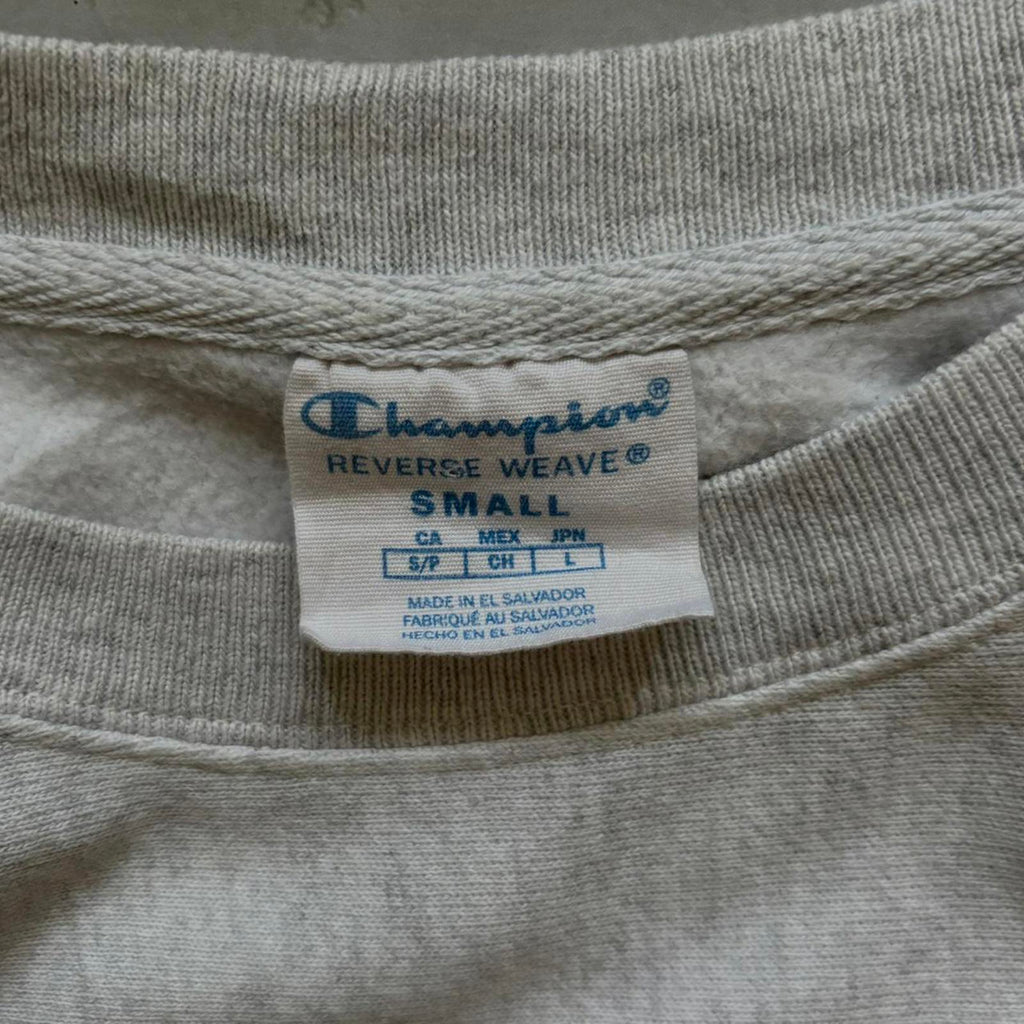 Champion®
REVERSE WEAVE®
SMALL
CA MEX JPN
S/P CH L
MADE IN EL SALVADOR
FABRIQUÉ AU SALVADOR
HECHO EN EL SALVADOR